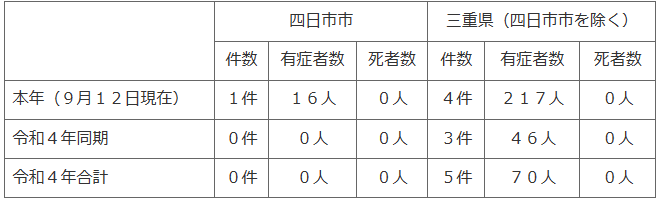 四日市市 三重県（四日市市を除く）
件数 有症者数 死者数 件数 有症者数 死者数
本年（９月１２日現在） １件 １６人 ０人 ４件 ２１７人 ０人
令和４年同期 ０件 ０人 ０人 ３件 ４６人 ０人
令和４年合計 ０件 ０人 ０人 ５件 ７０人 ０人